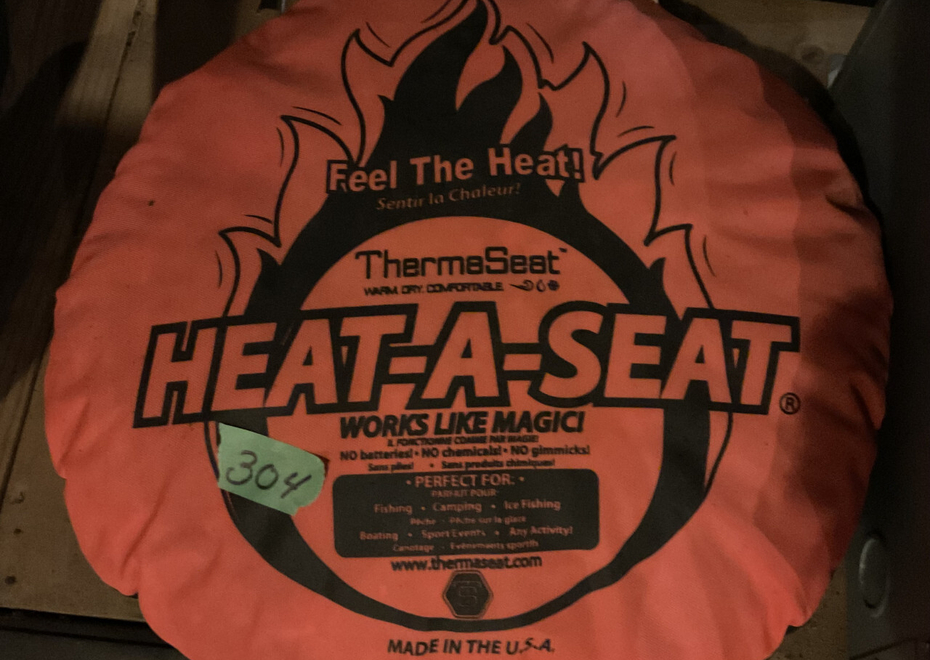 Feel The Heat!
Sentir la Chaleur!
ThermaSeat™
WARM. DRY. COMFORTABLE.
HEAT-A-SEAT®
WORKS LIKE MAGIC!
IL FONCTIONNE COMME PAR MAGIE!
NO batteries! • NO chemicals! • NO gimmicks!
Sans piles! • Sans produits chimiques!
304
• PERFECT FOR: •
PARFAIT POUR
Fishing • Camping • Ice Fishing
Pêche - Pêche sur la glace
Boating • Sport Events • Any Activity!
Canotage - Evénements sportifs
www.thermaseat.com
MADE IN THE U.S.A.